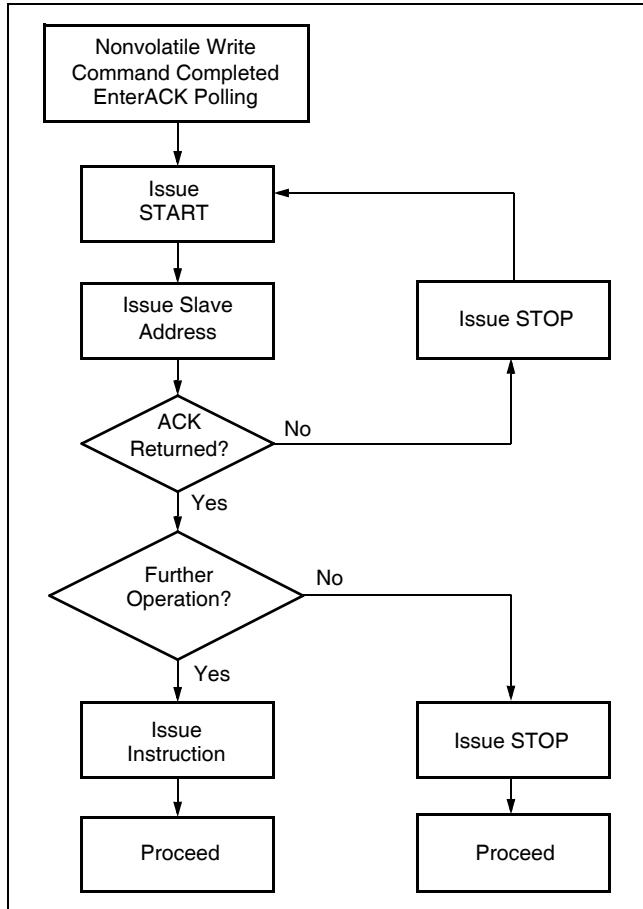 Nonvolatile Write
Command Completed
EnterACK Polling
Issue
START
Issue Slave
Address
Issue STOP
ACK
Returned?
No
Yes
Further
Operation?
No
Yes
Issue
Instruction
Issue STOP
Proceed
Proceed